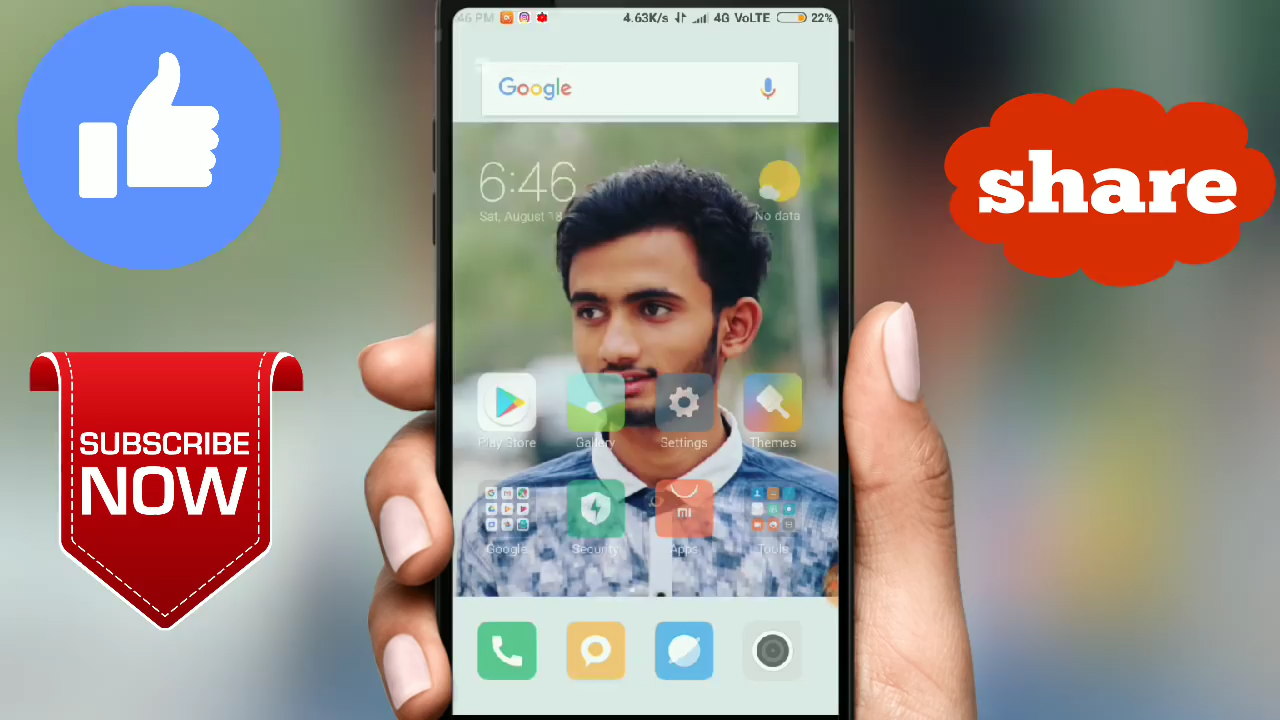 :46 PM
4.63K/s 4G VoLTE 22%
Google
6:46
Sat, August 18
No data
share
Play Store
Gallery
Settings
Themes
SUBSCRIBE
NOW
mi
Google
Security
Apps
Tools